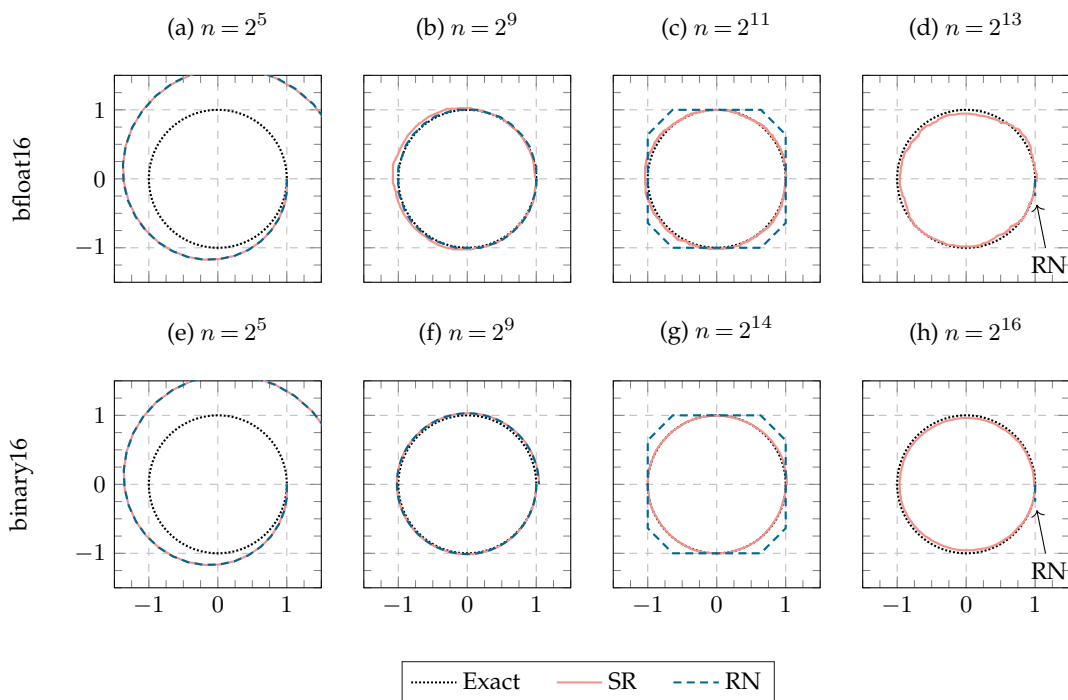 (a) n = 2^5 (b) n = 2^9 (c) n = 2^11 (d) n = 2^13
bfloat16
1
0
−1
RN
(e) n = 2^5 (f) n = 2^9 (g) n = 2^14 (h) n = 2^16
binary16
1
0
−1
RN
−1 0 1 −1 0 1 −1 0 1 −1 0 1
Exact SR RN